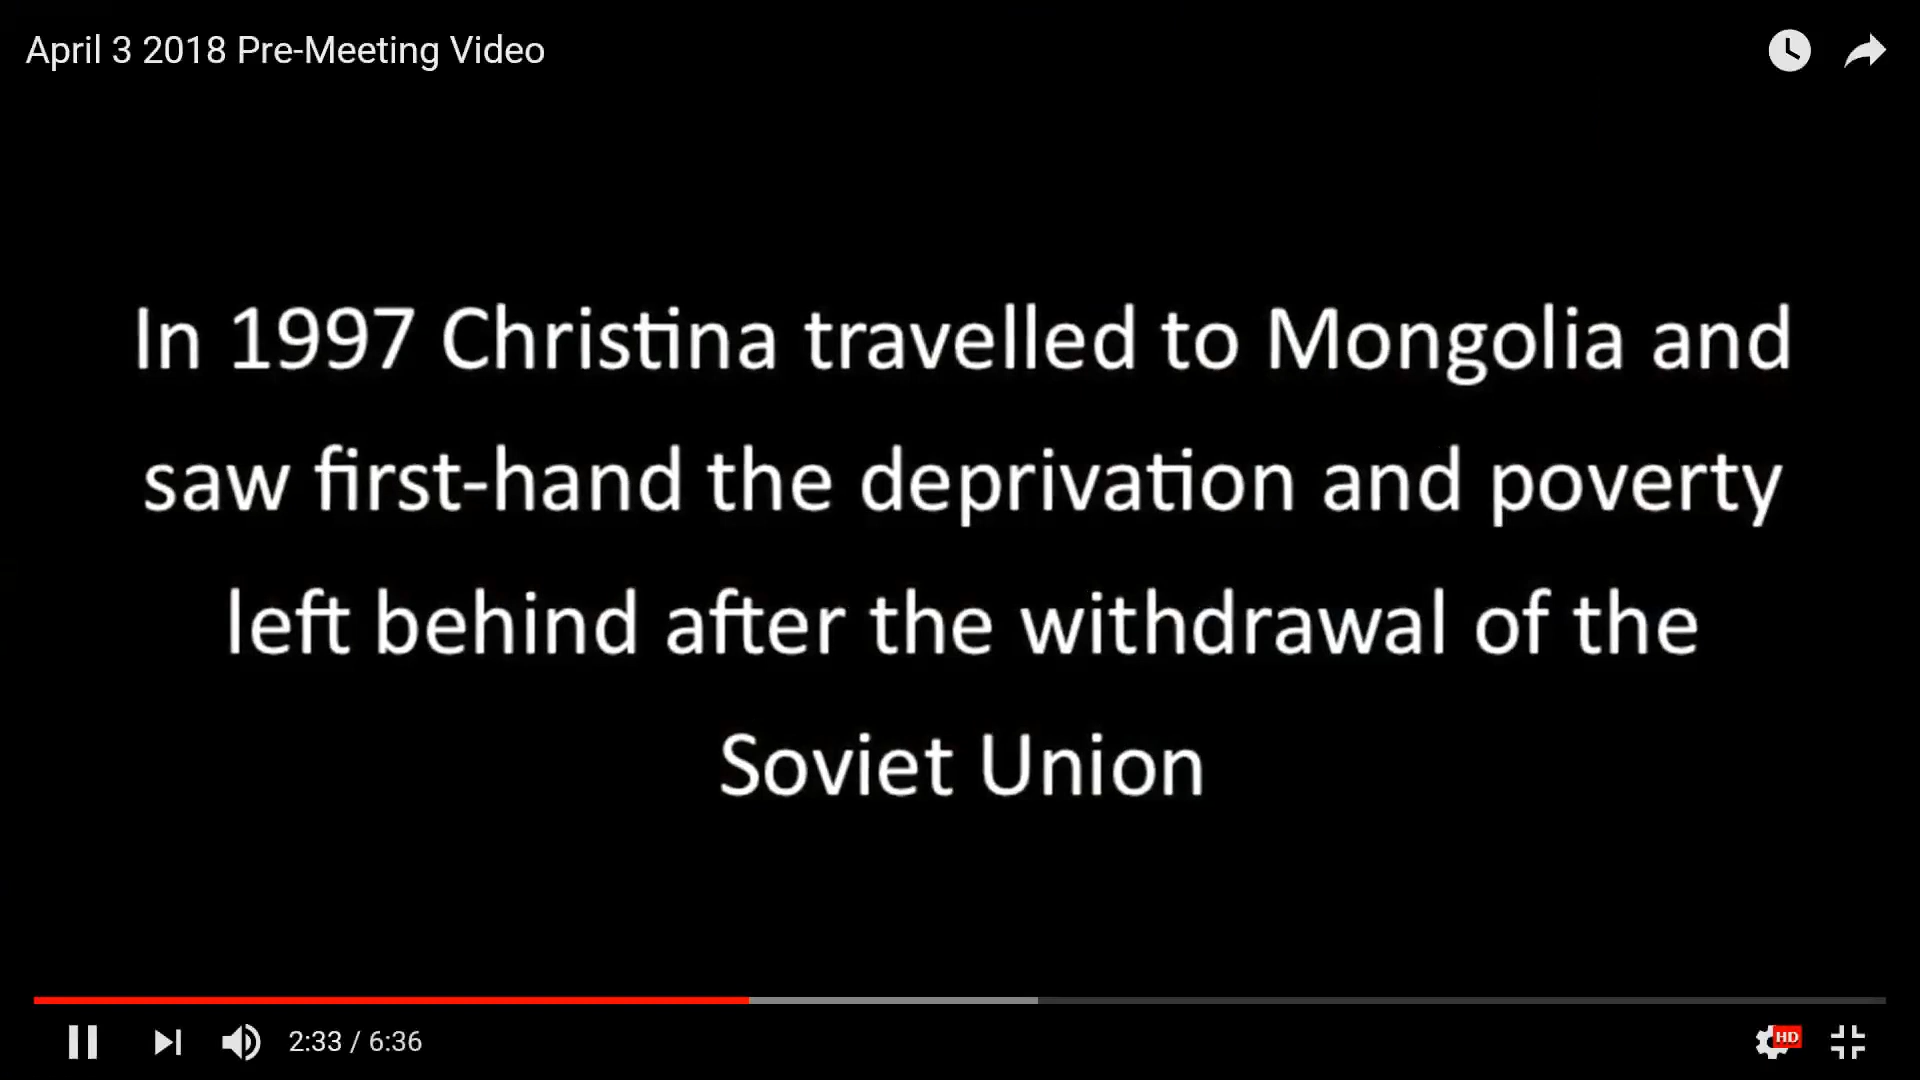 April 3 2018 Pre-Meeting Video
In 1997 Christina travelled to Mongolia and
saw first-hand the deprivation and poverty
left behind after the withdrawal of the
Soviet Union
2:33 / 6:36
HD